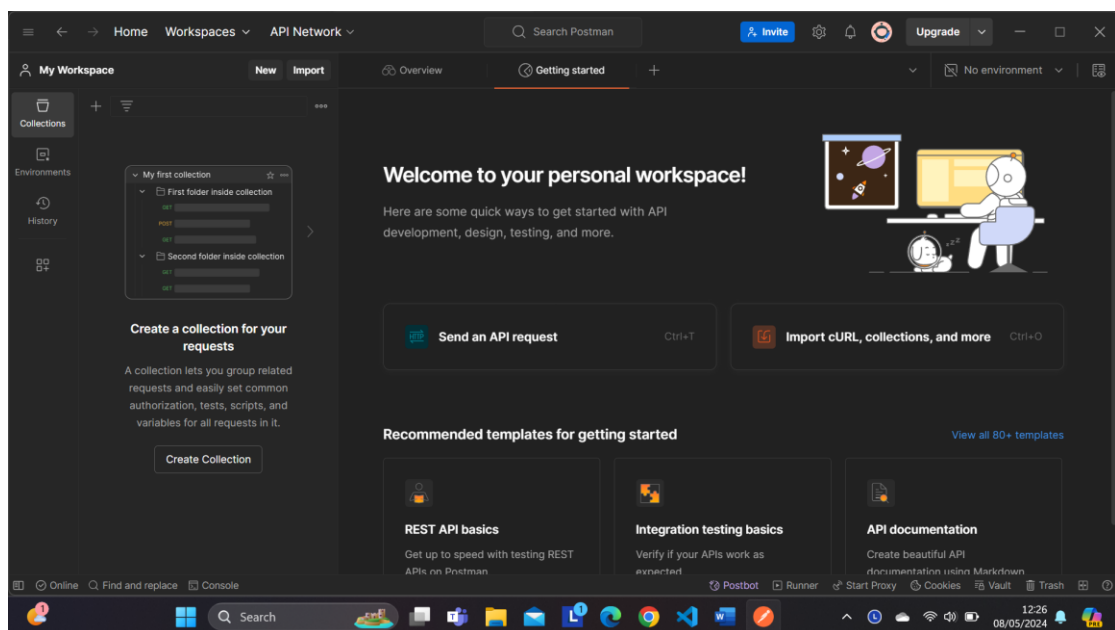 Home Workspaces API Network Search Postman Invite Upgrade
My Workspace New Import Overview Getting started No environment
Collections
Environments
History
My first collection
First folder inside collection
GET
POST
GET
Second folder inside collection
GET
GET
Create a collection for your
requests
A collection lets you group related
requests and easily set common
authorization, tests, scripts, and
variables for all requests in it.
Create Collection
Welcome to your personal workspace!
Here are some quick ways to get started with API
development, design, testing, and more.
Send an API request Ctrl+T
Import cURL, collections, and more Ctrl+O
Recommended templates for getting started View all 80+ templates
REST API basics
Get up to speed with testing REST
APIs on Postman
Integration testing basics
Verify if your APIs work as
expected
API documentation
Create beautiful API
documentation using Markdown
Online Find and replace Console Postbot Runner Start Proxy Cookies Vault Trash
Search
12:26
08/05/2024